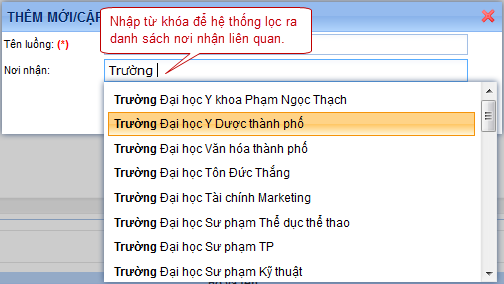 THÊM MỚI/CẬP
Nhập từ khóa để hệ thống lọc ra
danh sách nơi nhận liên quan.
Tên luồng: (*)
Nơi nhận:
Trường
Trường Đại học Y khoa Phạm Ngọc Thạch
Trường Đại học Y Dược thành phố
Trường Đại học Văn hóa thành phố
Trường Đại học Tôn Đức Thắng
Trường Đại học Tài chính Marketing
Trường Đại học Sư phạm Thể dục thể thao
Trường Đại học Sư phạm TP
Trường Đại học Sư phạm Kỹ thuật